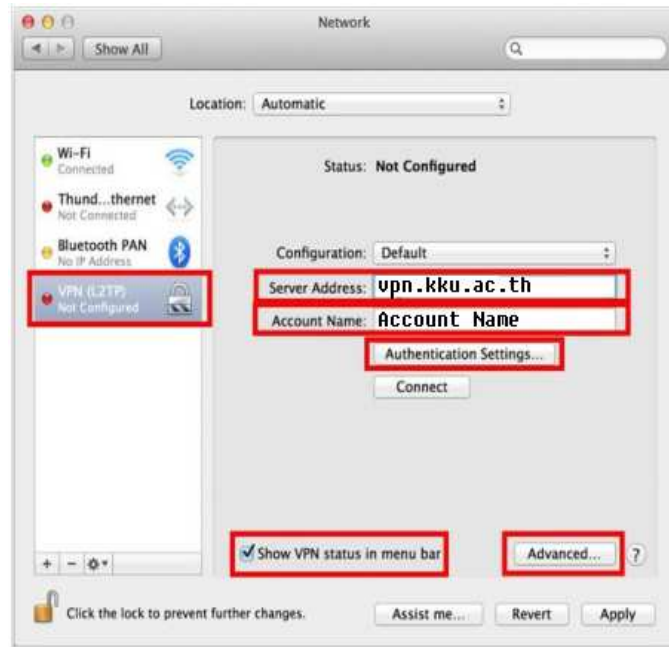 Network
Show All
Location: Automatic
Wi-Fi
Connected
Thund...thernet
Not Connected
Bluetooth PAN
No IP Address
VPN (L2TP)
Not Configured
Status: Not Configured
Configuration: Default
Server Address: vpn.kku.ac.th
Account Name: Account Name
Authentication Settings...
Connect
Show VPN status in menu bar
Advanced... ?
Click the lock to prevent further changes.
Assist me... Revert Apply